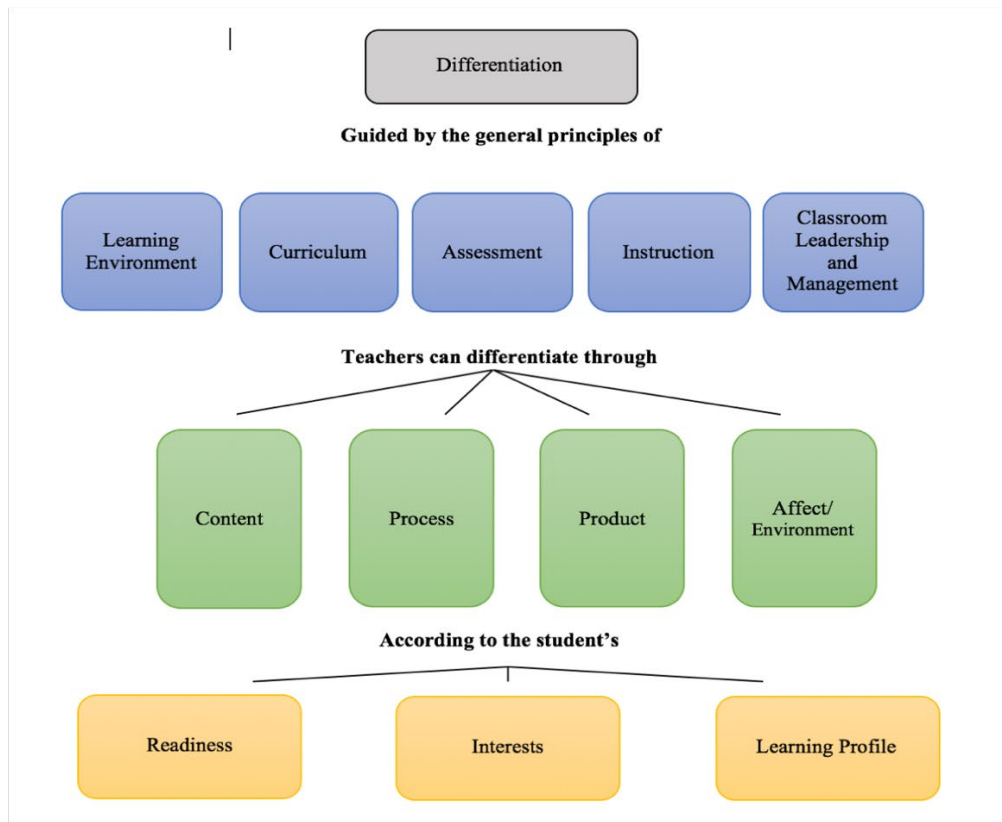 Differentiation
Guided by the general principles of
Learning
Environment
Curriculum
Assessment
Instruction
Classroom
Leadership
and
Management
Teachers can differentiate through
Content
Process
Product
Affect/
Environment
According to the student’s
Readiness
Interests
Learning Profile